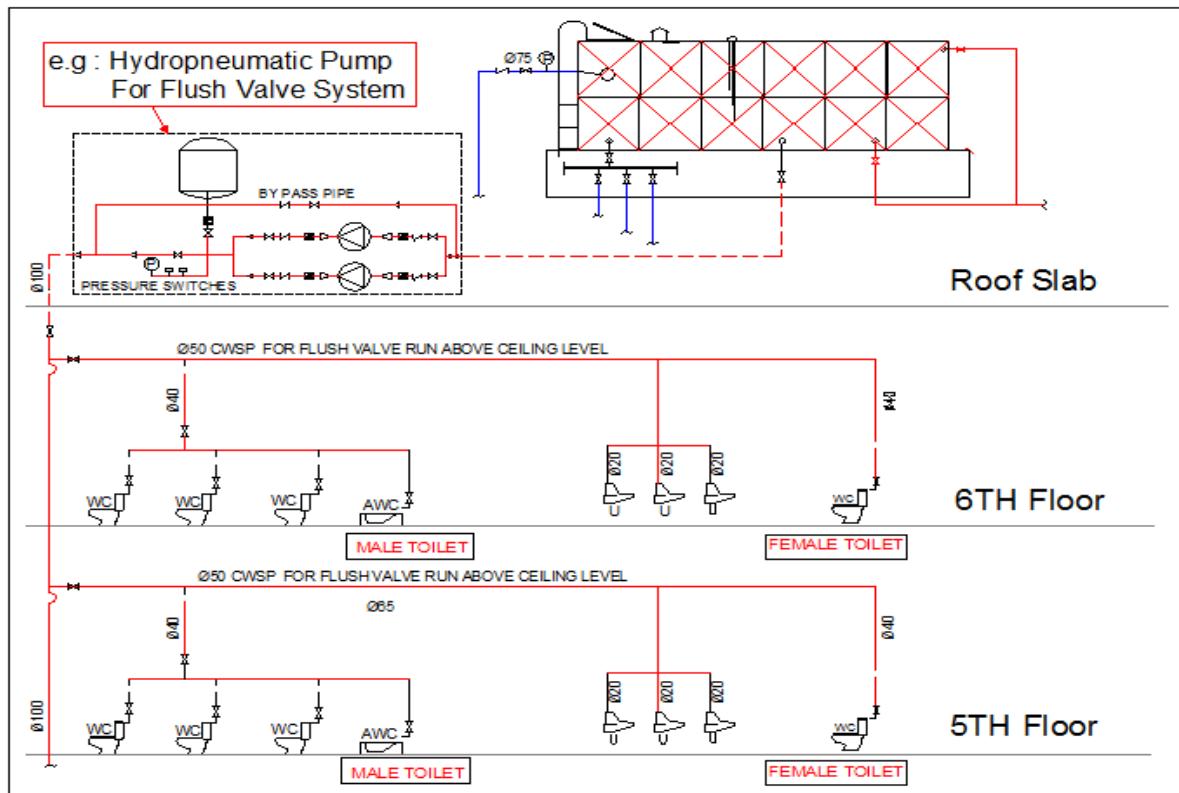 e.g : Hydropneumatic Pump
For Flush Valve System
Ø75
P
BY PASS PIPE
P
PRESSURE SWITCHES
Ø100
Roof Slab
Ø50 CWSP FOR FLUSH VALVE RUN ABOVE CEILING LEVEL
Ø40
Ø40
Ø20
Ø20
Ø20
WC
WC
WC
AWC
WC
6TH Floor
MALE TOILET
FEMALE TOILET
Ø50 CWSP FOR FLUSH VALVE RUN ABOVE CEILING LEVEL
Ø65
Ø40
Ø40
Ø20
Ø20
Ø20
Ø100
WC
WC
WC
AWC
WC
5TH Floor
MALE TOILET
FEMALE TOILET